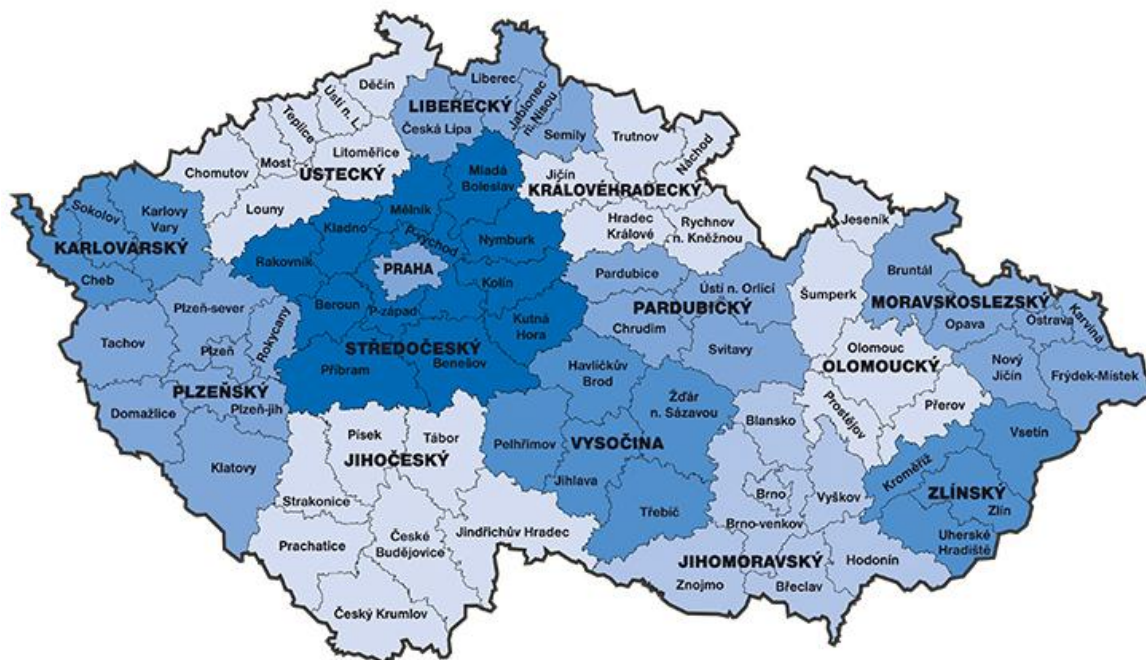 Děčín
Liberec
Ústí n. L.
Jablonec
n. Nisou
LIBERECKÝ
Teplice
Česká Lípa
Semily
Trutnov
Náchod
Most
Litoměřice
Chomutov
ÚSTECKÝ
Mladá
Boleslav
Jičín
KRÁLOVÉHRADECKÝ
Louny
Mělník
Hradec
Králové
Rychnov
n. Kněžnou
Jeseník
Sokolov
Karlovy
Vary
Kladno
P-východ
Nymburk
KARLOVARSKÝ
Rakovník
PRAHA
Cheb
Kolín
Pardubice
Ústí n. Orlicí
Bruntál
Šumperk
MORAVSKOSLEZSKÝ
Karviná
Plzeň-sever
Beroun
P-západ
PARDUBICKÝ
Opava
Ostrava
Tachov
Rokycany
Plzeň
Kutná
Hora
Chrudim
Svitavy
Olomouc
OLOMOUCKÝ
STŘEDOČESKÝ
Benešov
Příbram
Havlíčkův
Brod
Nový
Jičín
Frýdek-Místek
PLZEŇSKÝ
Domažlice
Plzeň-jih
Žďár
n. Sázavou
Prostějov
Přerov
Písek
Tábor
JIHOČESKÝ
Pelhřimov
VYSOČINA
Blansko
Vsetín
Klatovy
Kroměříž
Jihlava
Strakonice
Třebíč
Brno
Vyškov
ZLÍNSKÝ
Zlín
Brno-venkov
Prachatice
České
Budějovice
Jindřichův Hradec
Uherské
Hradiště
JIHOMORAVSKÝ
Hodonín
Znojmo
Břeclav
Český Krumlov